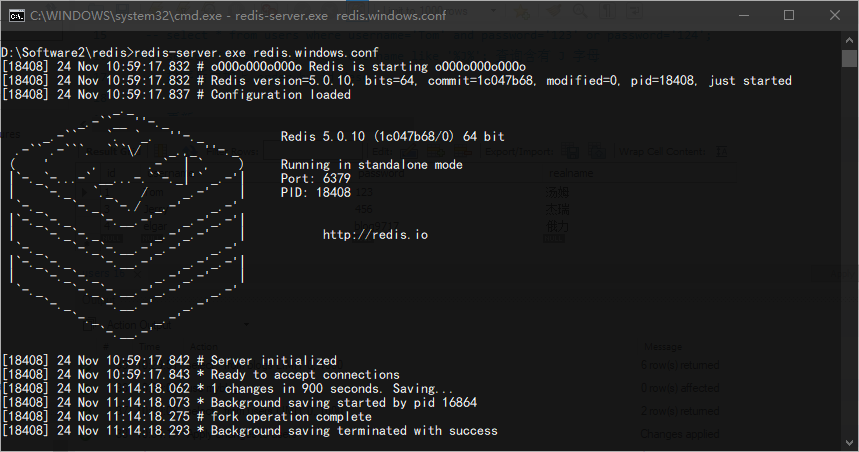 C:\WINDOWS\system32\cmd.exe - redis-server.exe redis.windows.conf
D:\Software2\redis>redis-server.exe redis.windows.conf
[18408] 24 Nov 10:59:17.832 # oO0OoO0OoO0Oo Redis is starting oO0OoO0OoO0Oo
[18408] 24 Nov 10:59:17.832 # Redis version=5.0.10, bits=64, commit=1c047b68, modified=0, pid=18408, just started
[18408] 24 Nov 10:59:17.837 # Configuration loaded
Redis 5.0.10 (1c047b68/0) 64 bit
Running in standalone mode
Port: 6379
PID: 18408
http://redis.io
[18408] 24 Nov 10:59:17.842 # Server initialized
[18408] 24 Nov 10:59:17.843 * Ready to accept connections
[18408] 24 Nov 11:14:18.062 * 1 changes in 900 seconds. Saving...
[18408] 24 Nov 11:14:18.073 * Background saving started by pid 16864
[18408] 24 Nov 11:14:18.275 # fork operation complete
[18408] 24 Nov 11:14:18.293 * Background saving terminated with success